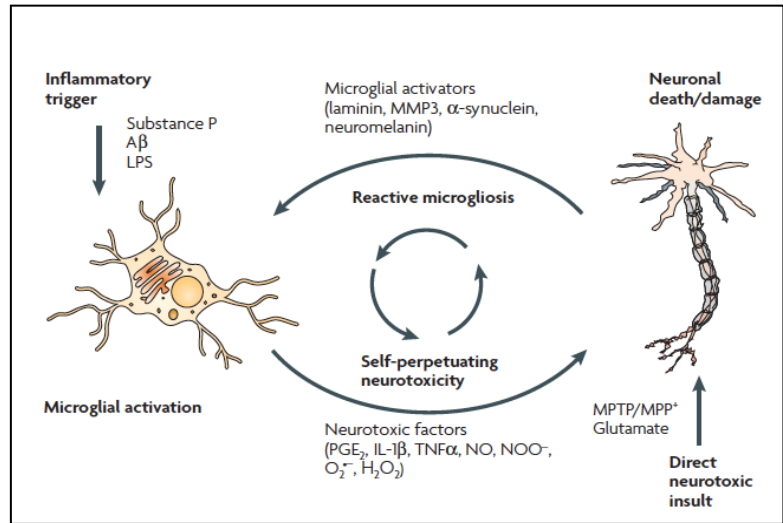 Inflammatory
trigger
Substance P
Aβ
LPS
Microglial activators
(laminin, MMP3, α-synuclein,
neuromelanin)
Neuronal
death/damage
Reactive microgliosis
Self-perpetuating
neurotoxicity
Microglial activation
Neurotoxic factors
(PGE₂, IL-1β, TNFα, NO, NOO⁻,
O₂•⁻, H₂O₂)
MPTP/MPP⁺
Glutamate
Direct
neurotoxic
insult